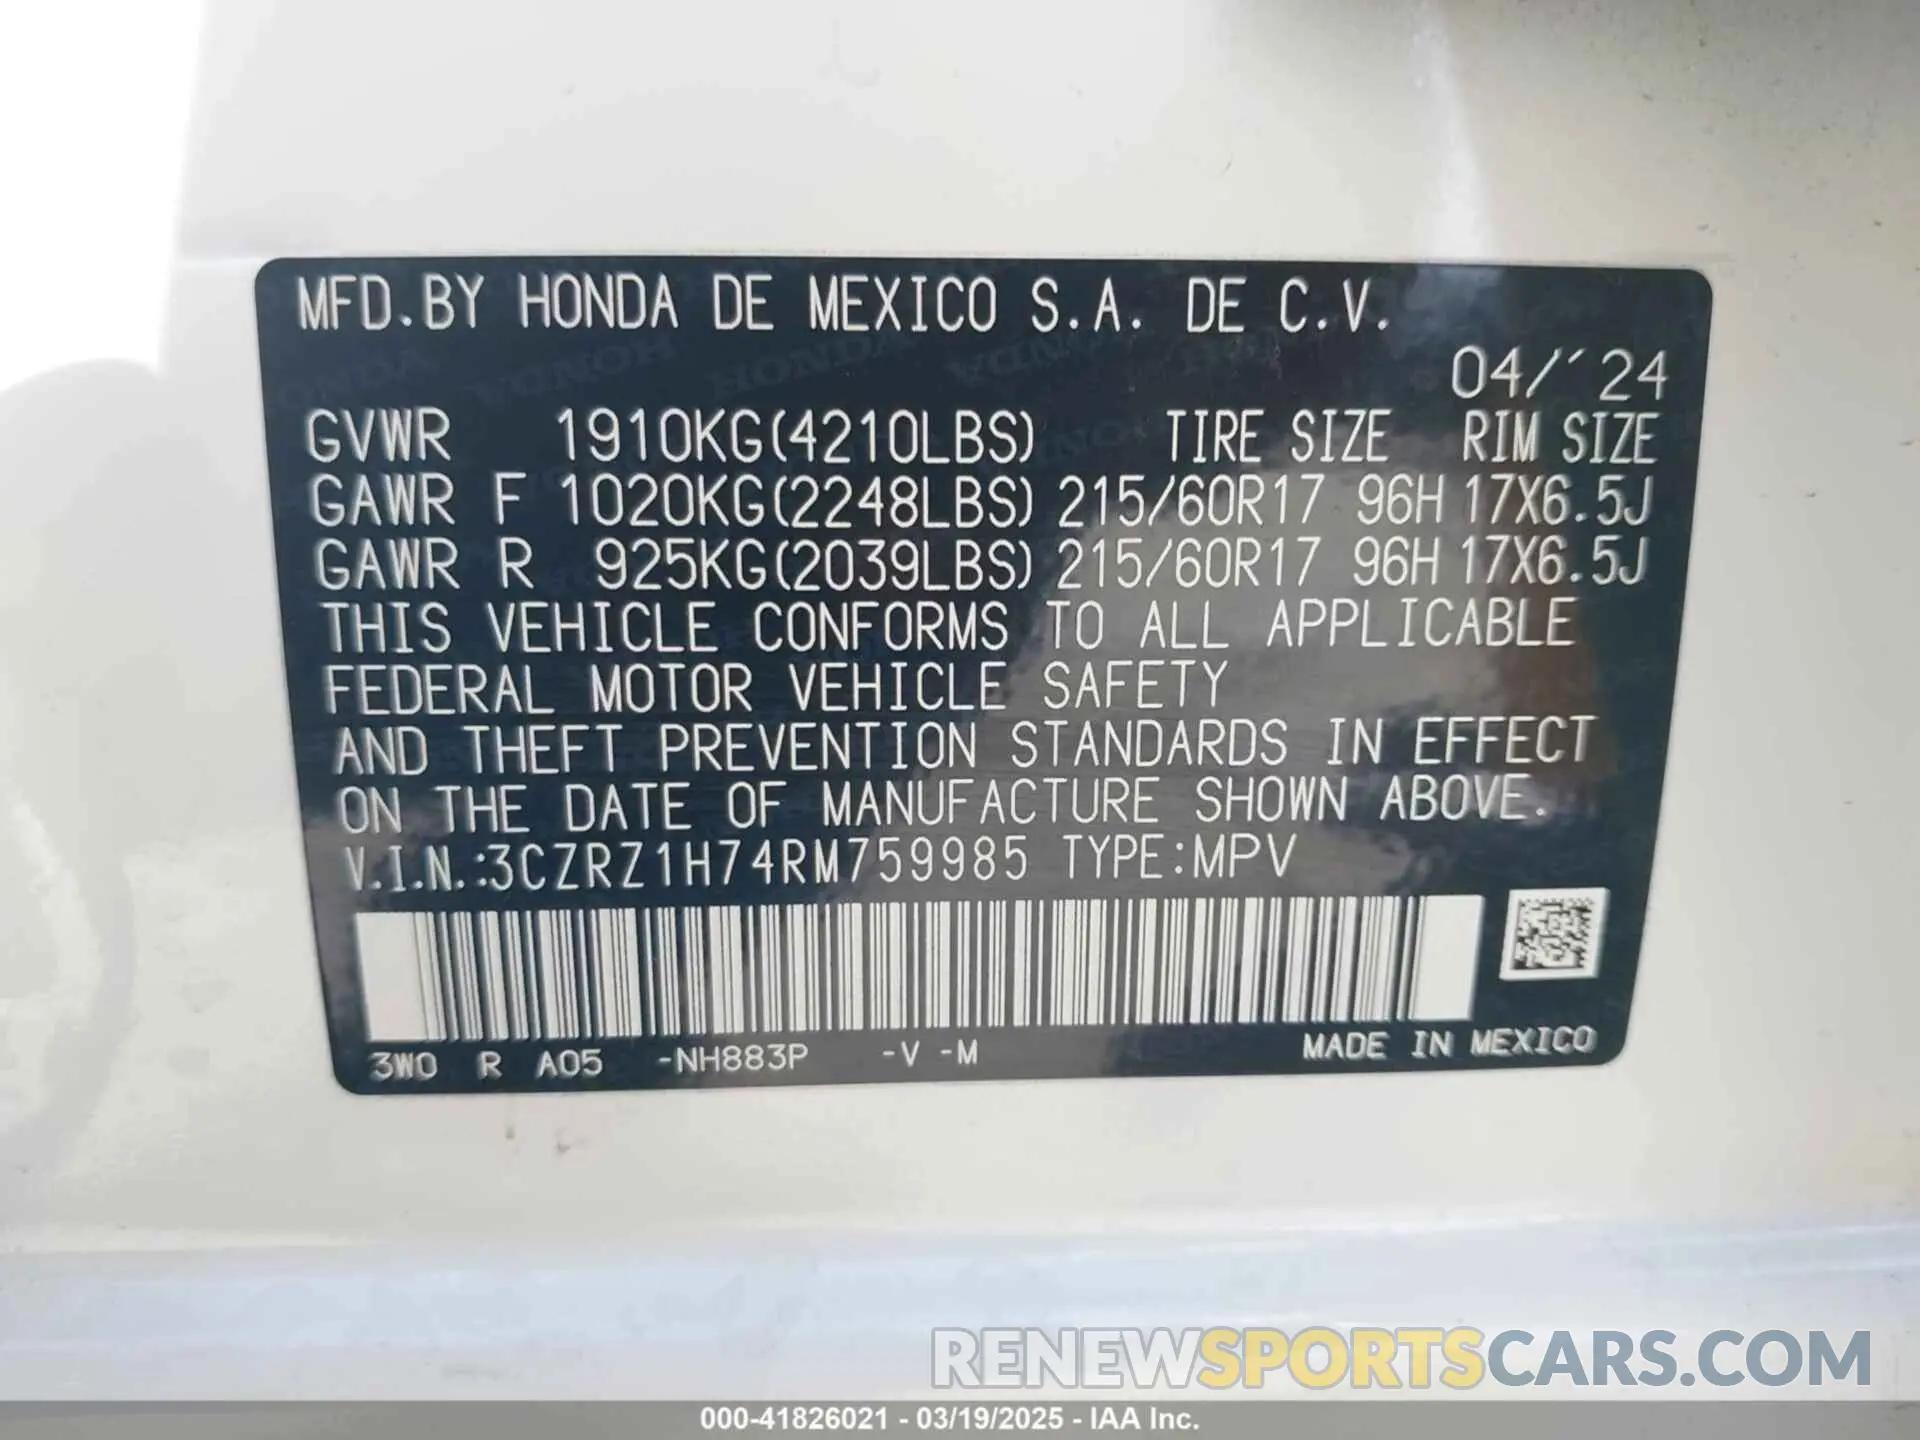 MFD.BY HONDA DE MEXICO S.A. DE C.V.
04/´24
GVWR 1910KG(4210LBS) TIRE SIZE RIM SIZE
GAWR F 1020KG(2248LBS) 215/60R17 96H 17X6.5J
GAWR R 925KG(2039LBS) 215/60R17 96H 17X6.5J
THIS VEHICLE CONFORMS TO ALL APPLICABLE
FEDERAL MOTOR VEHICLE SAFETY
AND THEFT PREVENTION STANDARDS IN EFFECT
ON THE DATE OF MANUFACTURE SHOWN ABOVE.
V.I.N.:3CZRZ1H74RM759985 TYPE:MPV
3W0 R A05 -NH883P -V -M MADE IN MEXICO
RENEWSPORTSCARS.COM
000-41826021 - 03/19/2025 - IAA Inc.